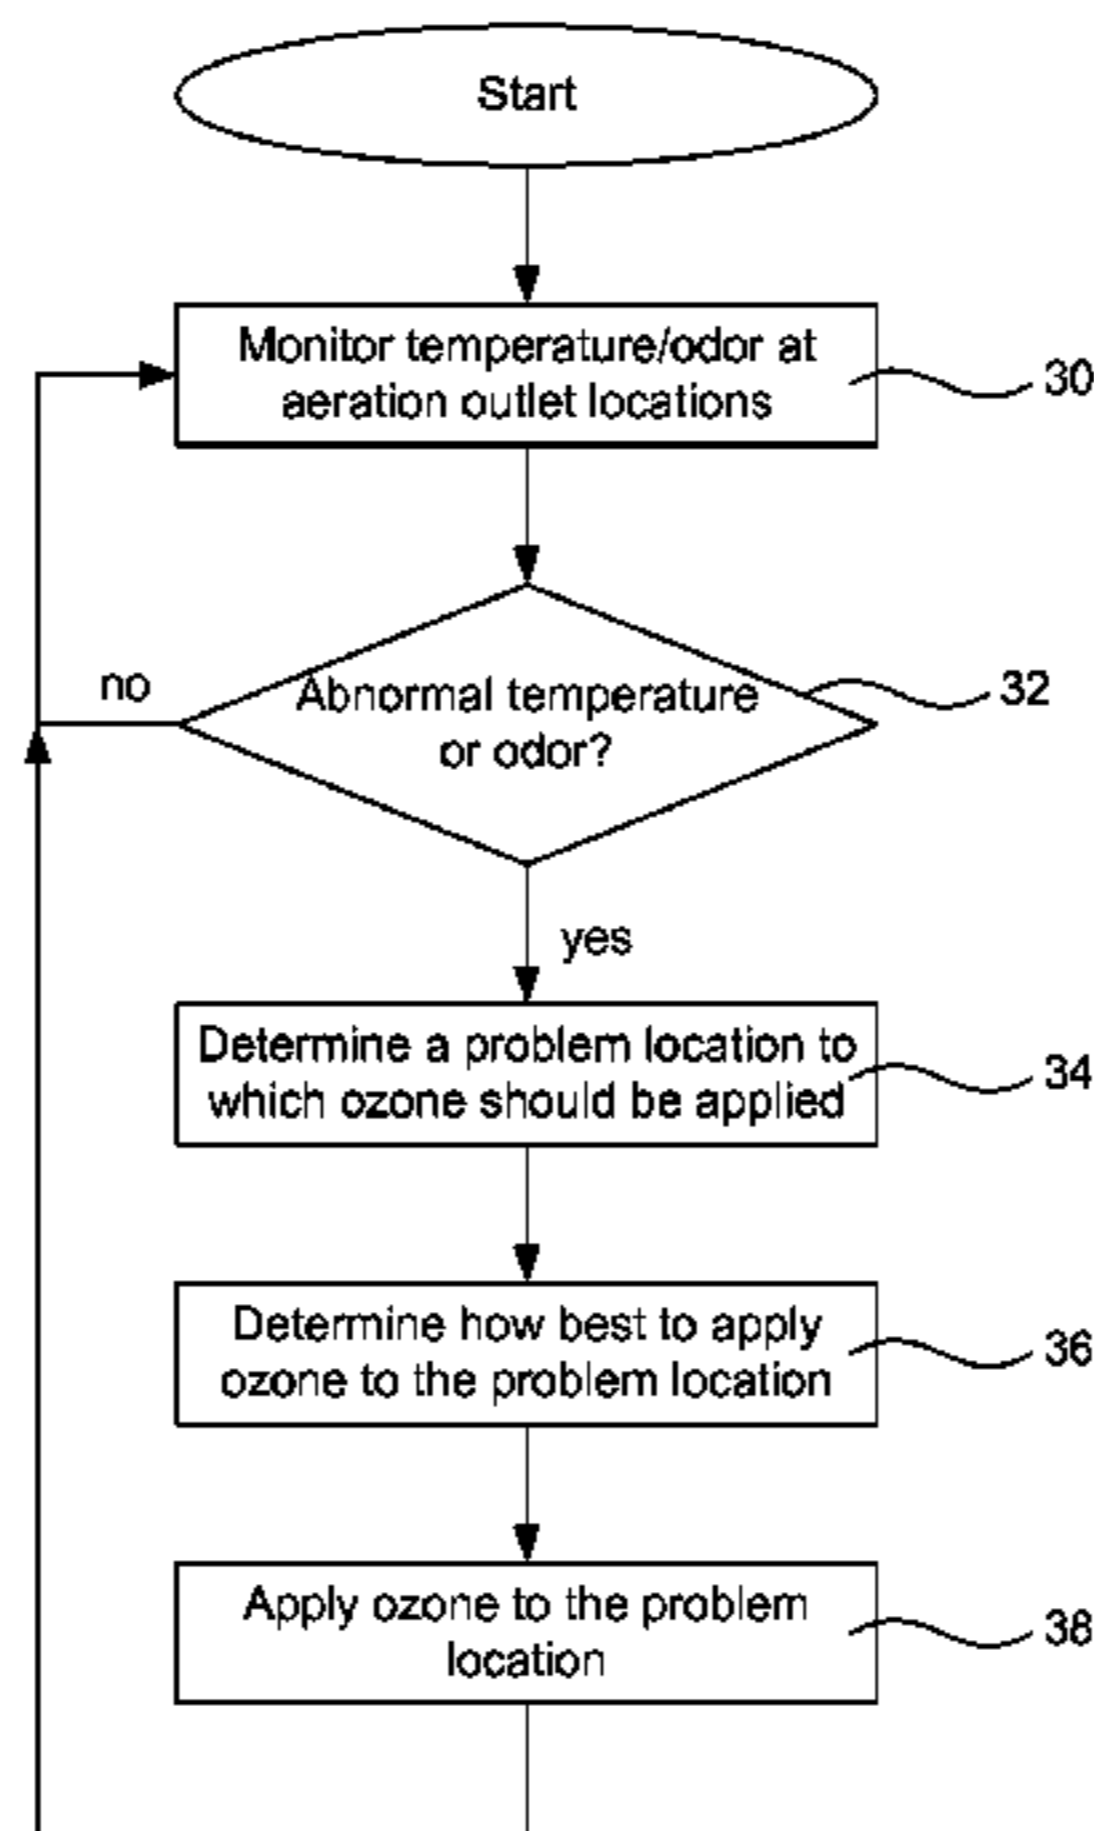 Start
Monitor temperature/odor at
aeration outlet locations
30
no
Abnormal temperature
or odor?
32
yes
Determine a problem location to
which ozone should be applied
34
Determine how best to apply
ozone to the problem location
36
Apply ozone to the problem
location
38